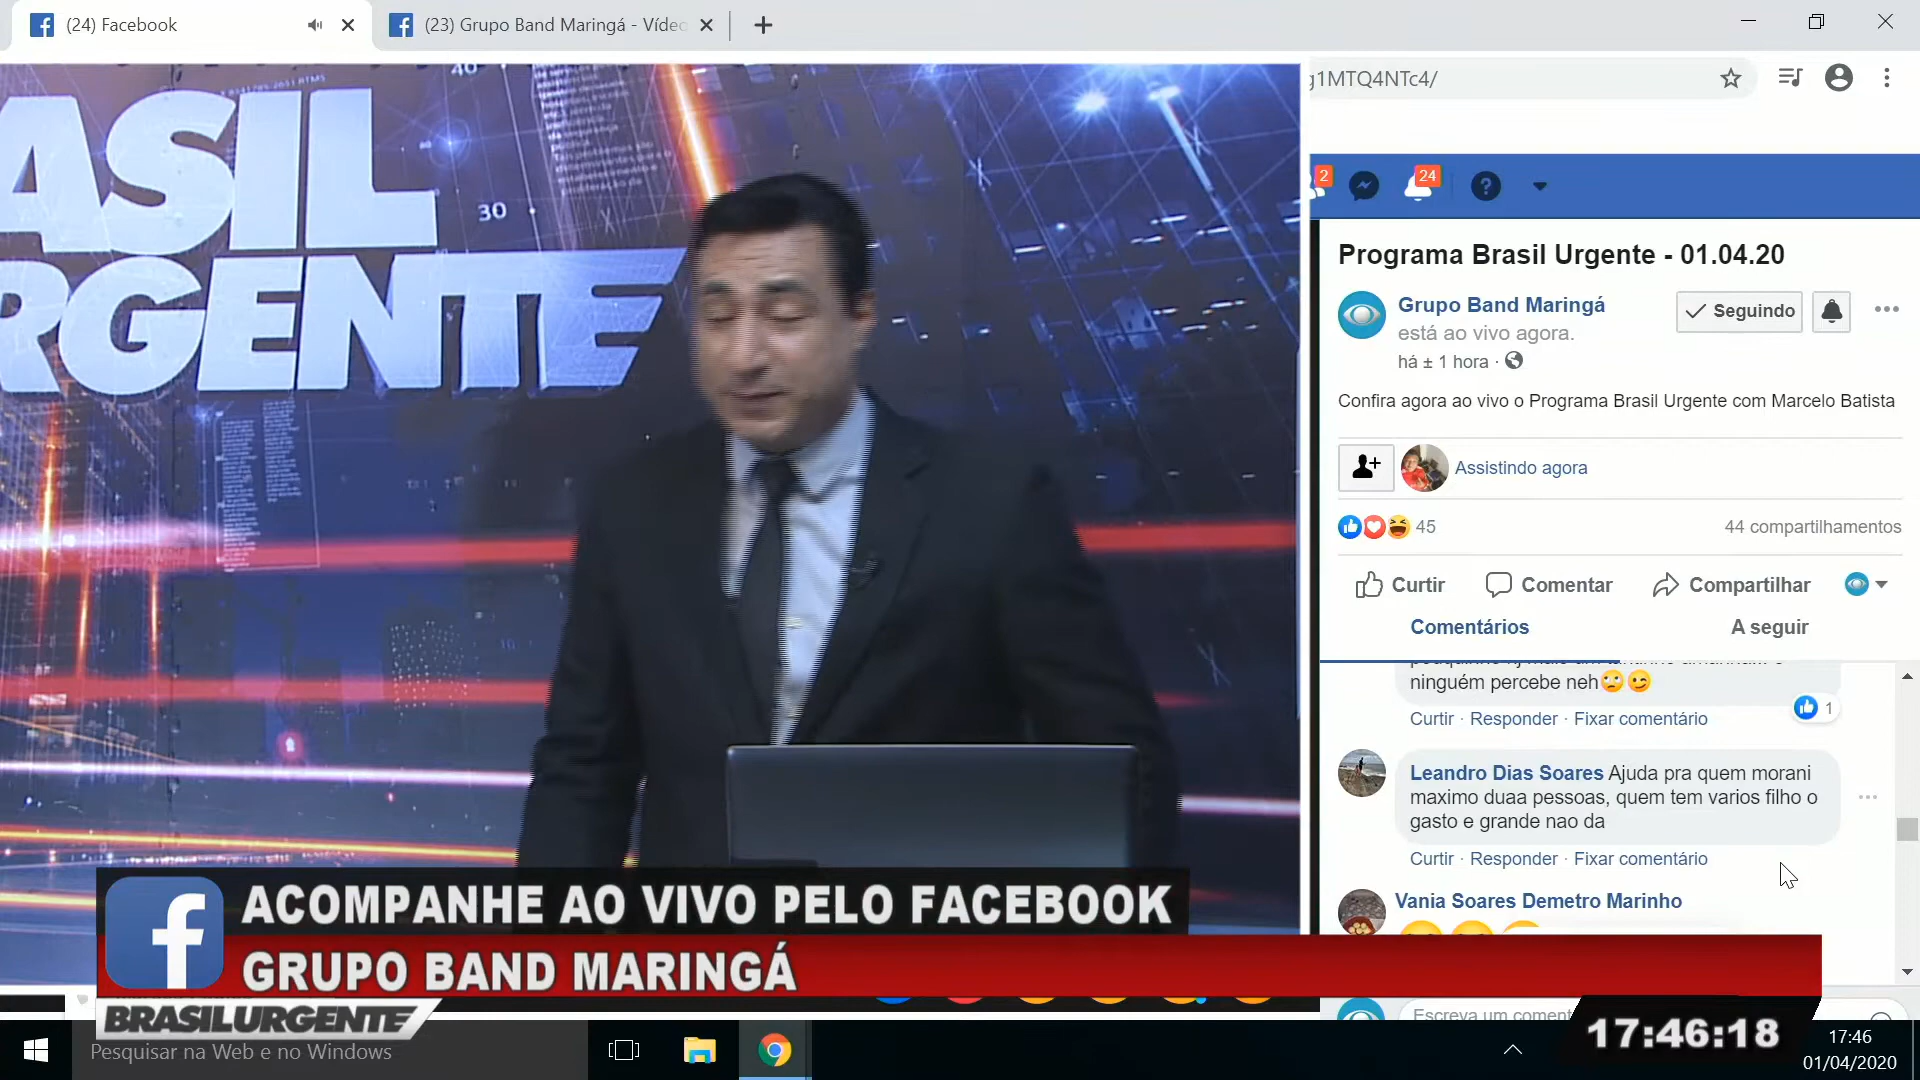 (24) Facebook
(23) Grupo Band Maringá - Vídeo
g1MTQ4NTc4/
2
24
ASIL
RGENTE
40
30
Programa Brasil Urgente - 01.04.20
Grupo Band Maringá
está ao vivo agora.
há ± 1 hora ·
Seguindo
Confira agora ao vivo o Programa Brasil Urgente com Marcelo Batista
Assistindo agora
45
44 compartilhamentos
Curtir
Comentar
Compartilhar
Comentários
A seguir
ninguém percebe neh🙄😉
1
Curtir · Responder · Fixar comentário
Leandro Dias Soares Ajuda pra quem morani
maximo duaa pessoas, quem tem varios filho o
gasto e grande nao da
Curtir · Responder · Fixar comentário
Vania Soares Demetro Marinho
ACOMPANHE AO VIVO PELO FACEBOOK
GRUPO BAND MARINGÁ
BRASILURGENTE
Escreva um coment
17:46:18
Pesquisar na Web e no Windows
17:46
01/04/2020